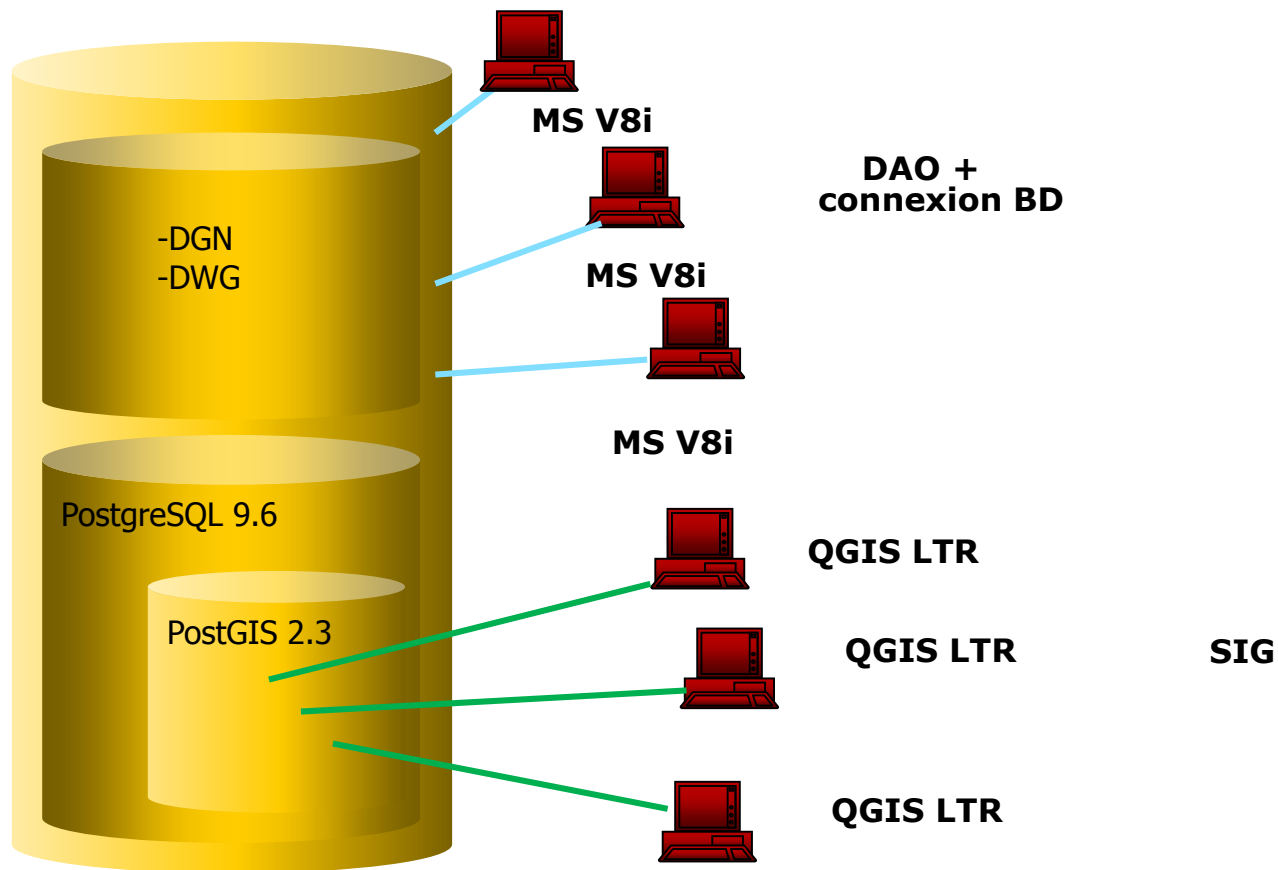 MS V8i
DAO +
connexion BD
-DGN
-DWG
MS V8i
MS V8i
PostgreSQL 9.6
QGIS LTR
PostGIS 2.3
QGIS LTR
SIG
QGIS LTR